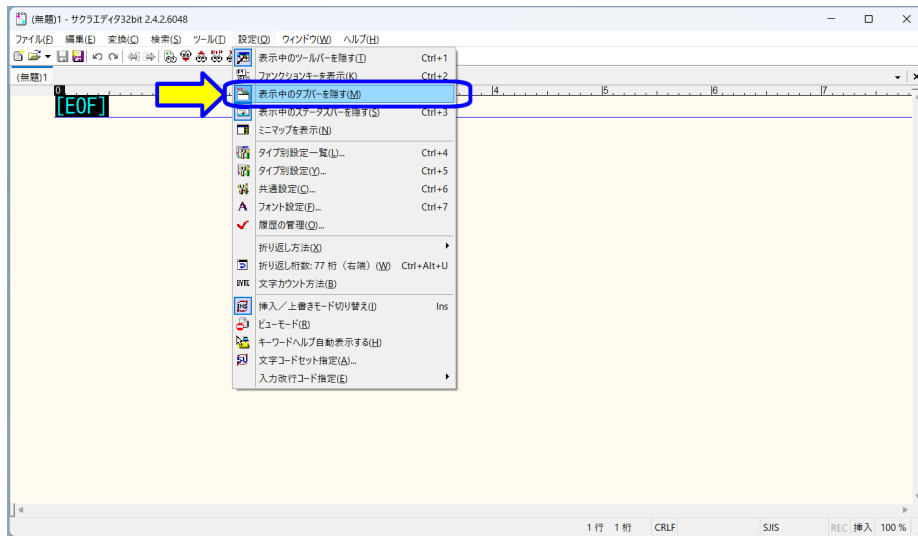 (無題)1 - サクラエディタ32bit 2.4.2.6048
ファイル(F) 編集(E) 変換(C) 検索(S) ツール(T) 設定(O) ウィンドウ(W) ヘルプ(H)
(無題)1
0 4 5 6 7
[EOF]
表示中のツールバーを隠す(T) Ctrl+1
ファンクションキーを表示(K) Ctrl+2
表示中のタブバーを隠す(M)
表示中のステータスバーを隠す(S) Ctrl+3
ミニマップを表示(N)
タイプ別設定一覧(L)... Ctrl+4
タイプ別設定(Y)... Ctrl+5
共通設定(C)... Ctrl+6
フォント設定(F)... Ctrl+7
履歴の管理(O)...
折り返し方法(X)
折り返し桁数: 77 桁（右端）(W) Ctrl+Alt+U
文字カウント方法(B)
挿入／上書きモード切り替え(I) Ins
ビューモード(R)
キーワードヘルプ自動表示する(H)
文字コードセット指定(A)...
入力改行コード指定(E)
1 行 1 桁 CRLF SJIS REC 挿入 100 %